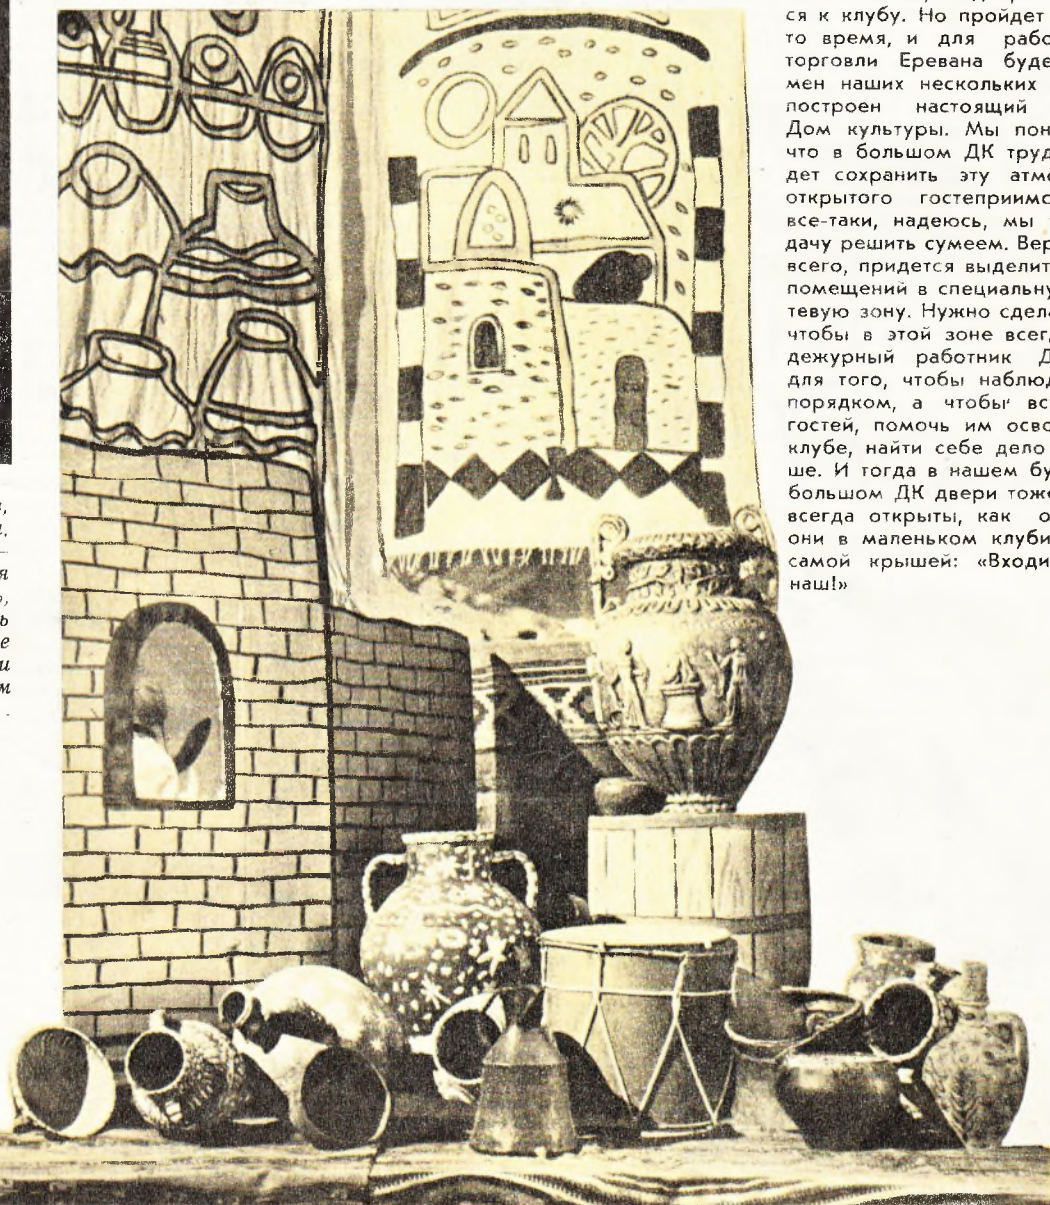 ся к клубу. Но пройдет
то время, и для рабо
торговли Еревана буде
мен наших нескольких
построен настоящий
Дом культуры. Мы пон
что в большом ДК труд
дет сохранить эту атмо
открытого гостеприимс
все-таки, надеюсь, мы
дачу решить сумеем. Вер
всего, придется выделит
помещений в специальну
тевую зону. Нужно сдела
чтобы в этой зоне всег
дежурный работник Д
для того, чтобы наблюд
порядком, а чтобы вс
гостей, помочь им осво
клубе, найти себе дело
ше. И тогда в нашем бу
большом ДК двери тоже
всегда открыты, как о
они в маленьком клуби
самой крышей: «Входи
наш!»
я
ь
е
и
м